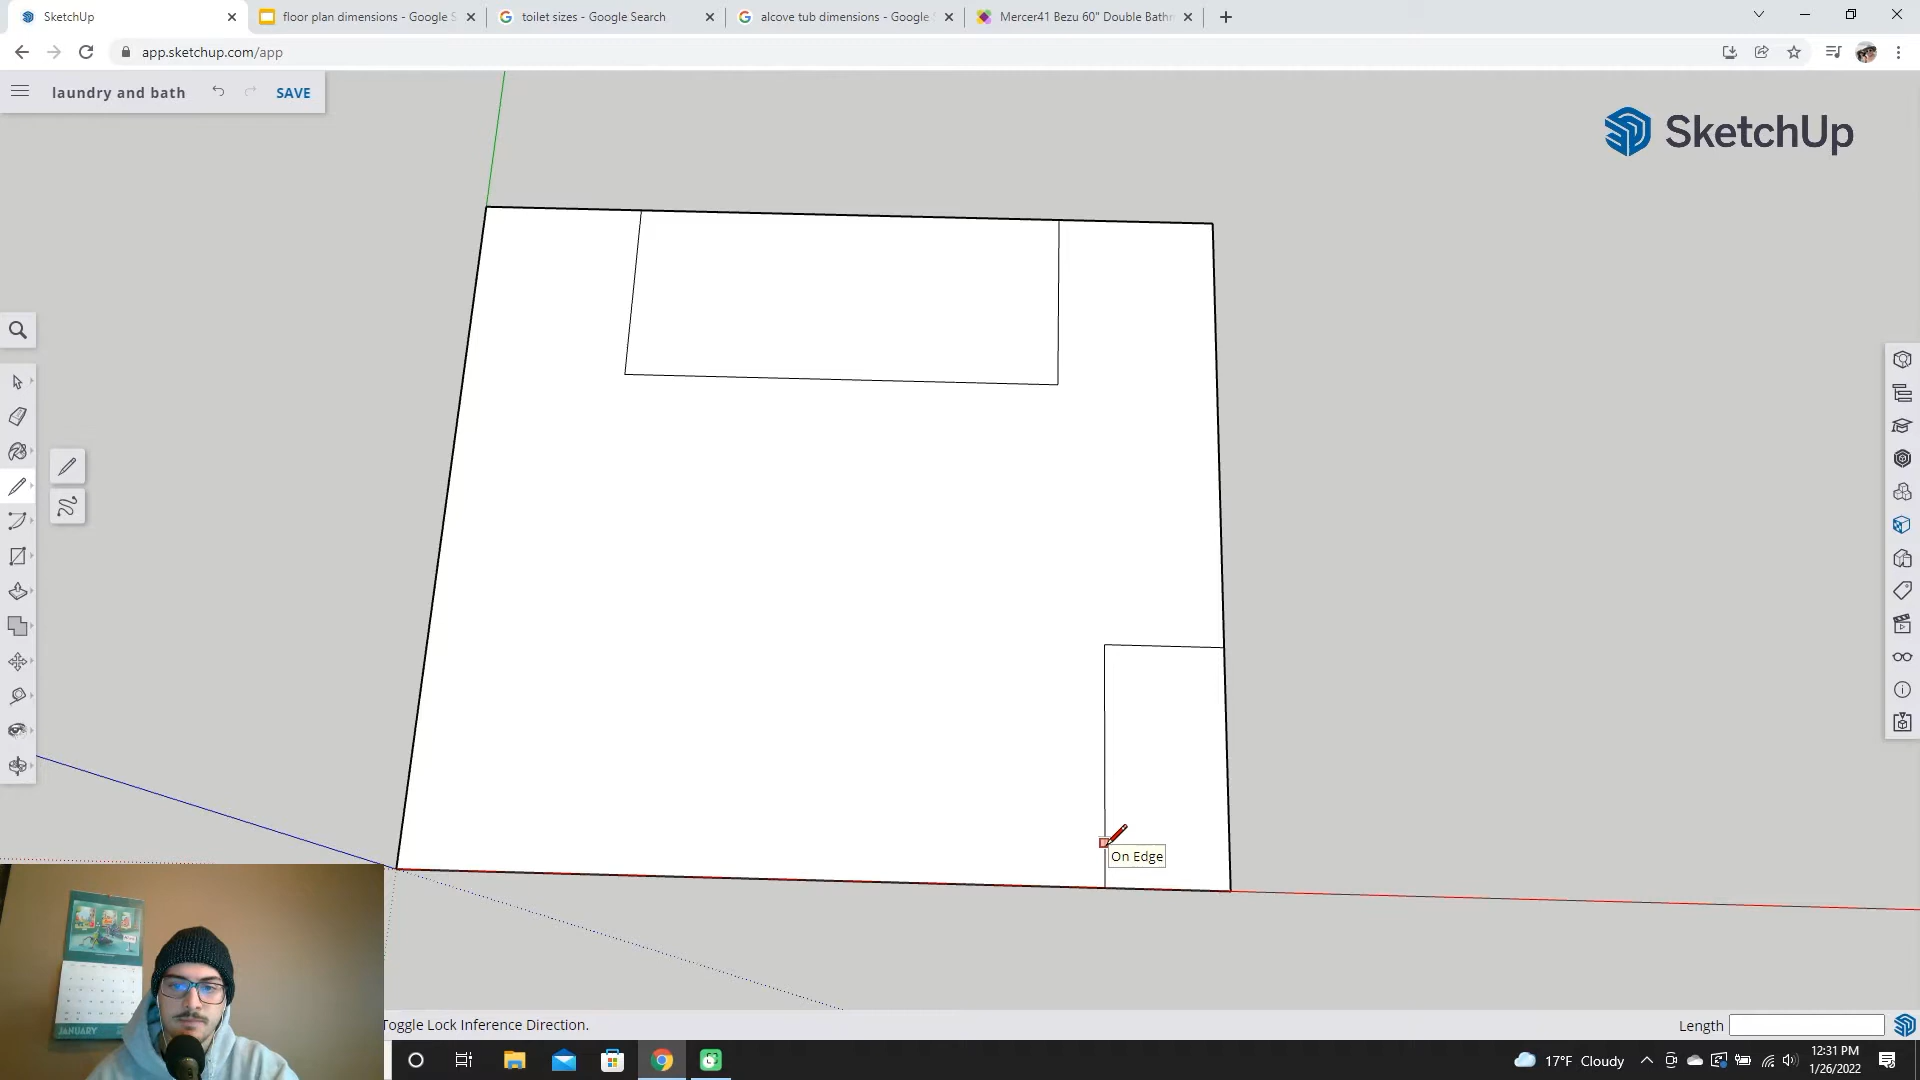 SketchUp
floor plan dimensions - Google S
toilet sizes - Google Search
alcove tub dimensions - Google
Mercer41 Bezu 60" Double Bath
app.sketchup.com/app
laundry and bath
SAVE
SketchUp
On Edge
JANUARY
Toggle Lock Inference Direction.
Length
17°F Cloudy
12:31 PM
1/26/2022